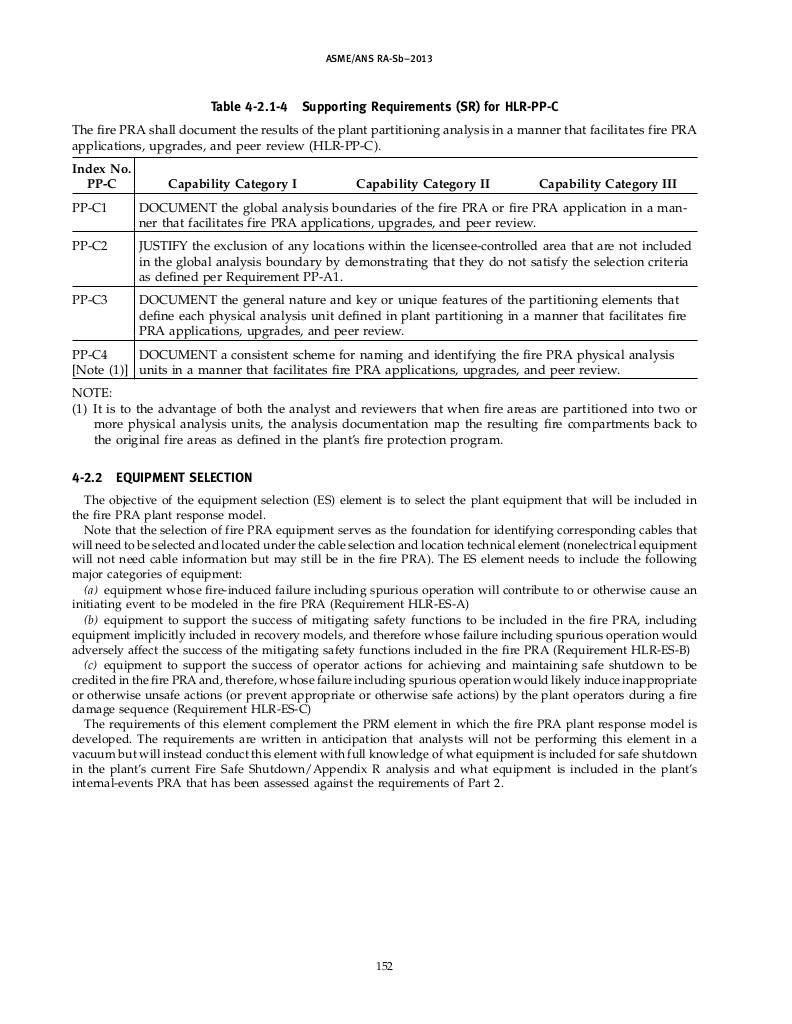 ASME/ANS RA-Sb–2013
Table 4-2.1-4 Supporting Requirements (SR) for HLR-PP-C
The fire PRA shall document the results of the plant partitioning analysis in a manner that facilitates fire PRA
applications, upgrades, and peer review (HLR-PP-C).
Index No.
PP-C Capability Category I Capability Category II Capability Category III
PP-C1 DOCUMENT the global analysis boundaries of the fire PRA or fire PRA application in a man-
ner that facilitates fire PRA applications, upgrades, and peer review.
PP-C2 JUSTIFY the exclusion of any locations within the licensee-controlled area that are not included
in the global analysis boundary by demonstrating that they do not satisfy the selection criteria
as defined per Requirement PP-A1.
PP-C3 DOCUMENT the general nature and key or unique features of the partitioning elements that
define each physical analysis unit defined in plant partitioning in a manner that facilitates fire
PRA applications, upgrades, and peer review.
PP-C4 DOCUMENT a consistent scheme for naming and identifying the fire PRA physical analysis
[Note (1)] units in a manner that facilitates fire PRA applications, upgrades, and peer review.
NOTE:
(1) It is to the advantage of both the analyst and reviewers that when fire areas are partitioned into two or
more physical analysis units, the analysis documentation map the resulting fire compartments back to
the original fire areas as defined in the plant's fire protection program.
4-2.2 EQUIPMENT SELECTION
The objective of the equipment selection (ES) element is to select the plant equipment that will be included in
the fire PRA plant response model.
Note that the selection of fire PRA equipment serves as the foundation for identifying corresponding cables that
will need to be selected and located under the cable selection and location technical element (nonelectrical equipment
will not need cable information but may still be in the fire PRA). The ES element needs to include the following
major categories of equipment:
(a) equipment whose fire-induced failure including spurious operation will contribute to or otherwise cause an
initiating event to be modeled in the fire PRA (Requirement HLR-ES-A)
(b) equipment to support the success of mitigating safety functions to be included in the fire PRA, including
equipment implicitly included in recovery models, and therefore whose failure including spurious operation would
adversely affect the success of the mitigating safety functions included in the fire PRA (Requirement HLR-ES-B)
(c) equipment to support the success of operator actions for achieving and maintaining safe shutdown to be
credited in the fire PRA and, therefore, whose failure including spurious operation would likely induce inappropriate
or otherwise unsafe actions (or prevent appropriate or otherwise safe actions) by the plant operators during a fire
damage sequence (Requirement HLR-ES-C)
The requirements of this element complement the PRM element in which the fire PRA plant response model is
developed. The requirements are written in anticipation that analysts will not be performing this element in a
vacuum but will instead conduct this element with full knowledge of what equipment is included for safe shutdown
in the plant's current Fire Safe Shutdown/Appendix R analysis and what equipment is included in the plant's
internal-events PRA that has been assessed against the requirements of Part 2.
152